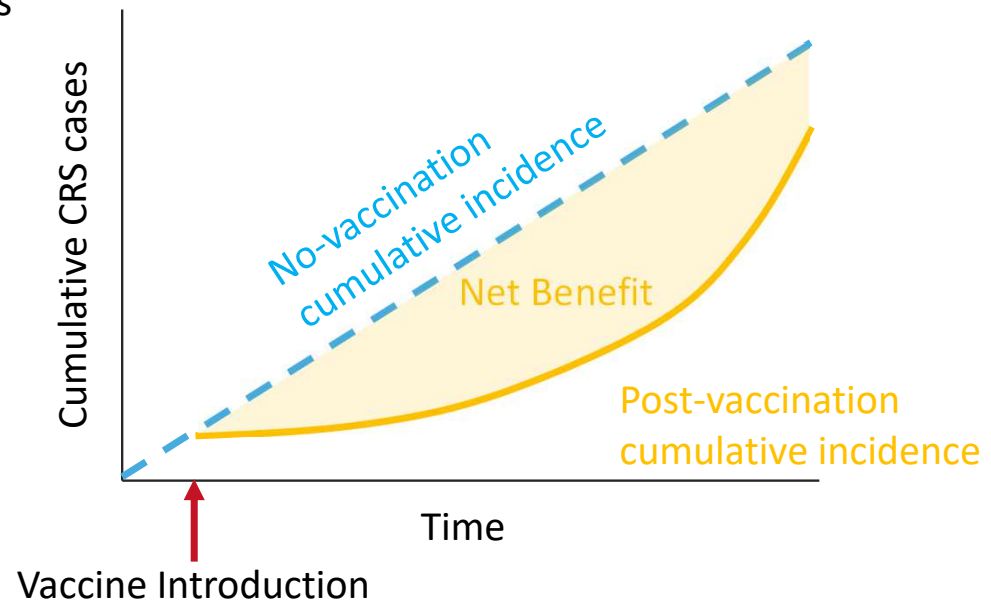 s
Cumulative CRS cases
No-vaccination
cumulative incidence
Net Benefit
Post-vaccination
cumulative incidence
Time
Vaccine Introduction